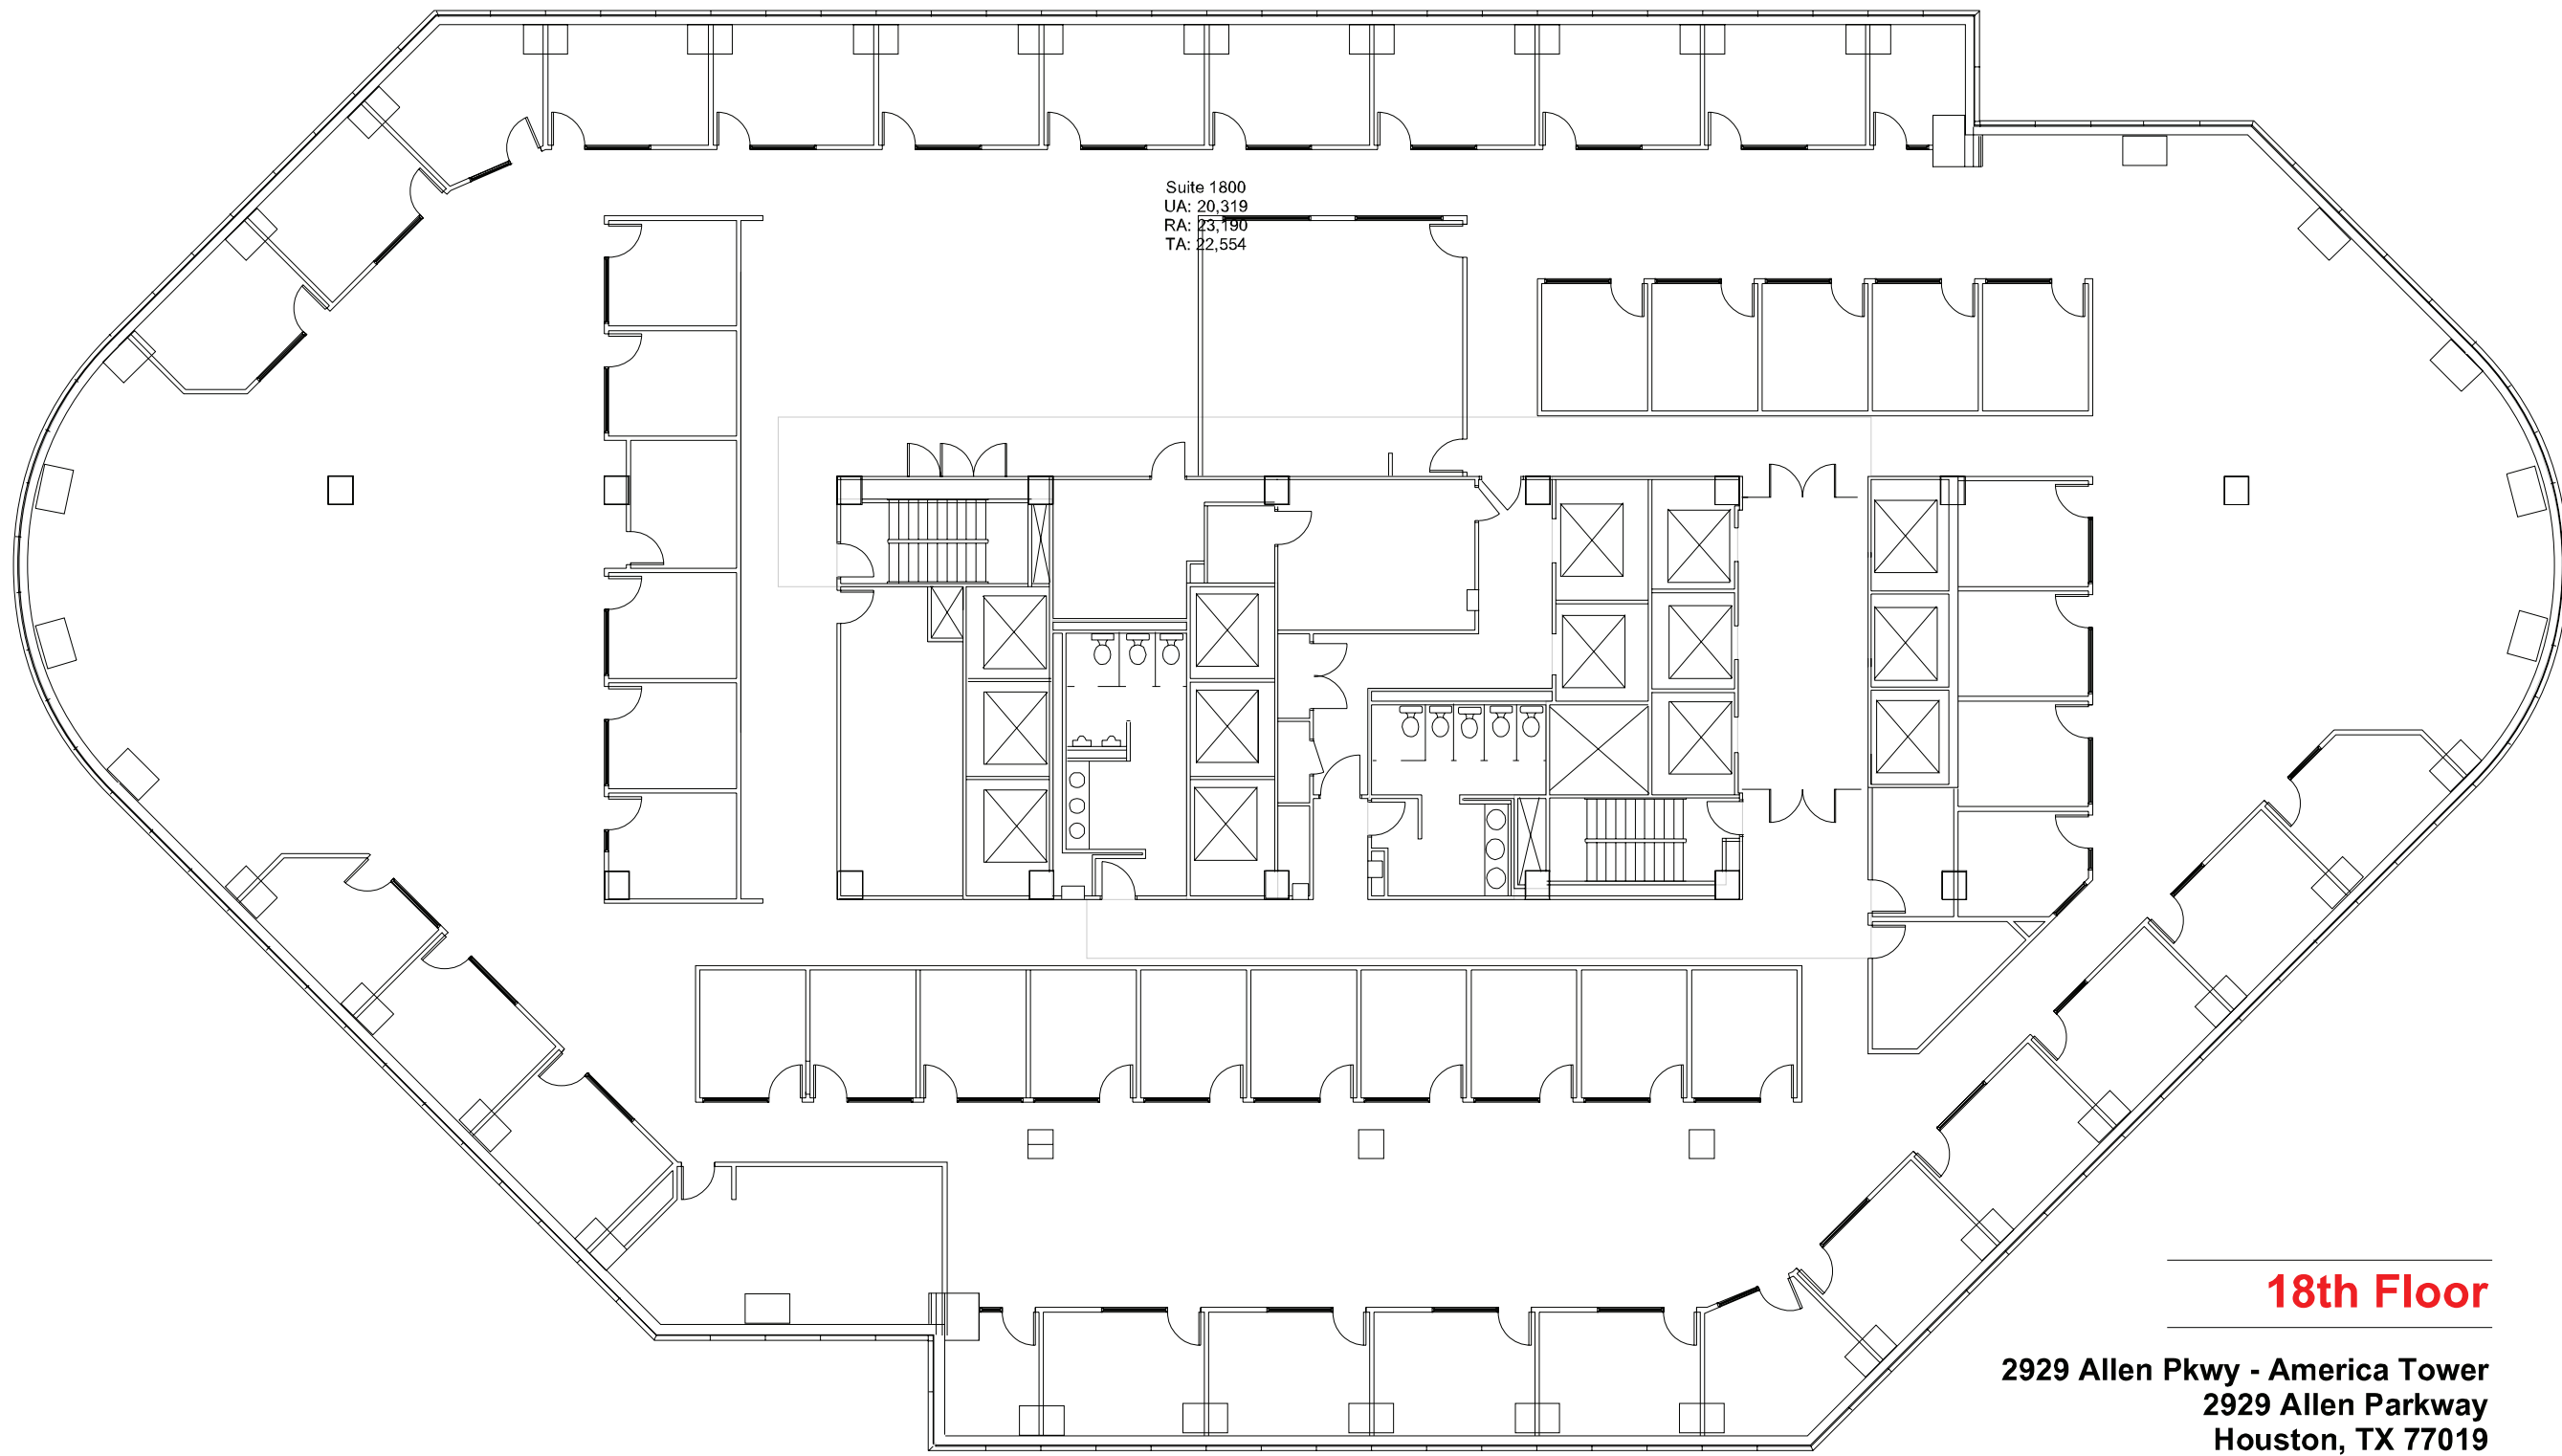 Suite 1800
UA: 20,319
RA: 23,190
TA: 22,554
18th Floor
2929 Allen Pkwy - America Tower
2929 Allen Parkway
Houston, TX 77019